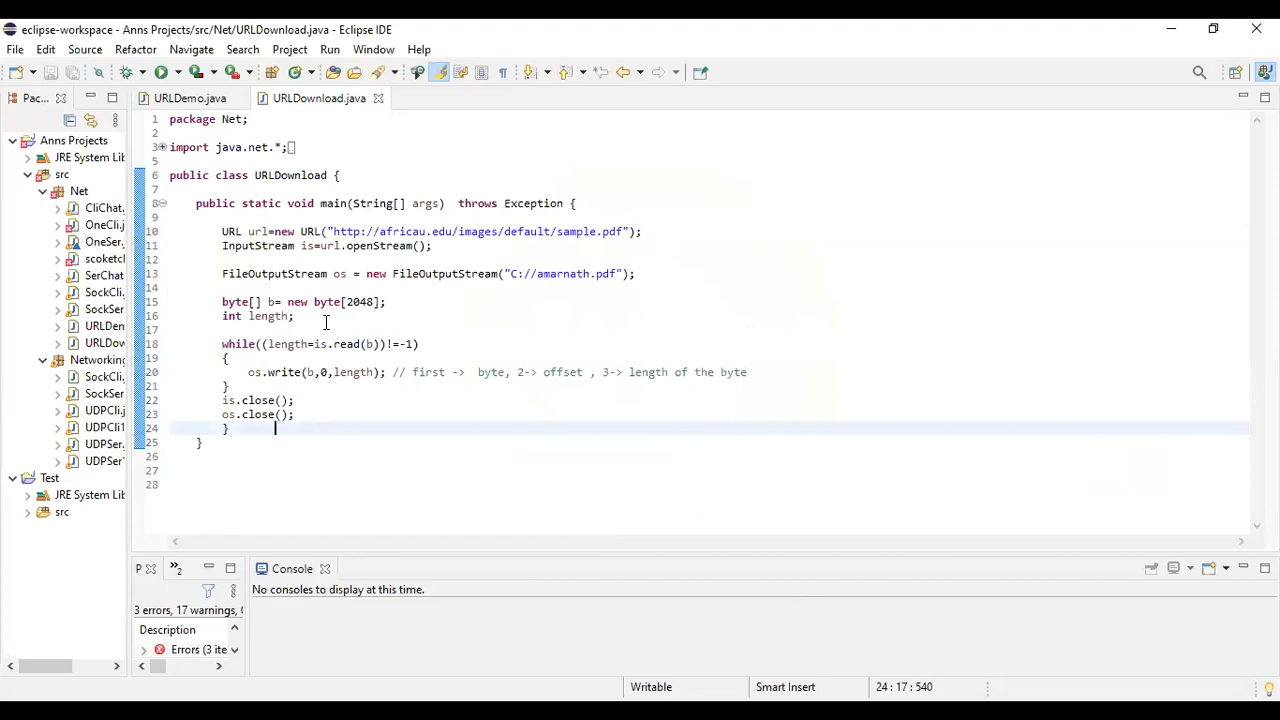 eclipse-workspace - Anns Projects/src/Net/URLDownload.java - Eclipse IDE
File Edit Source Refactor Navigate Search Project Run Window Help
Pac... URLDemo.java URLDownload.java
Anns Projects
JRE System Lib
src
Net
CliChat.
OneCli.j
OneSer.
scoketcl
SerChat
SockCli.
SockSer
URLDer
URLDow
Networking
SockCli.
SockSer
UDPCli.j
UDPCli1
UDPSer.
UDPSer
Test
JRE System Lib
src
1 package Net;
2
3 import java.net.*;
5
6 public class URLDownload {
7
8 public static void main(String[] args)  throws Exception {
9
10 URL url=new URL("http://africau.edu/images/default/sample.pdf");
11 InputStream is=url.openStream();
12
13 FileOutputStream os = new FileOutputStream("C://amarnath.pdf");
14
15 byte[] b= new byte[2048];
16 int length;
17
18 while((length=is.read(b))!=-1)
19 {
20 os.write(b,0,length); // first ->  byte, 2-> offset , 3-> length of the byte
21 }
22 is.close();
23 os.close();
24 }
25 }
26
27
28
P 2
3 errors, 17 warnings,
Description
Errors (3 ite
Console
No consoles to display at this time.
Writable Smart Insert 24 : 17 : 540